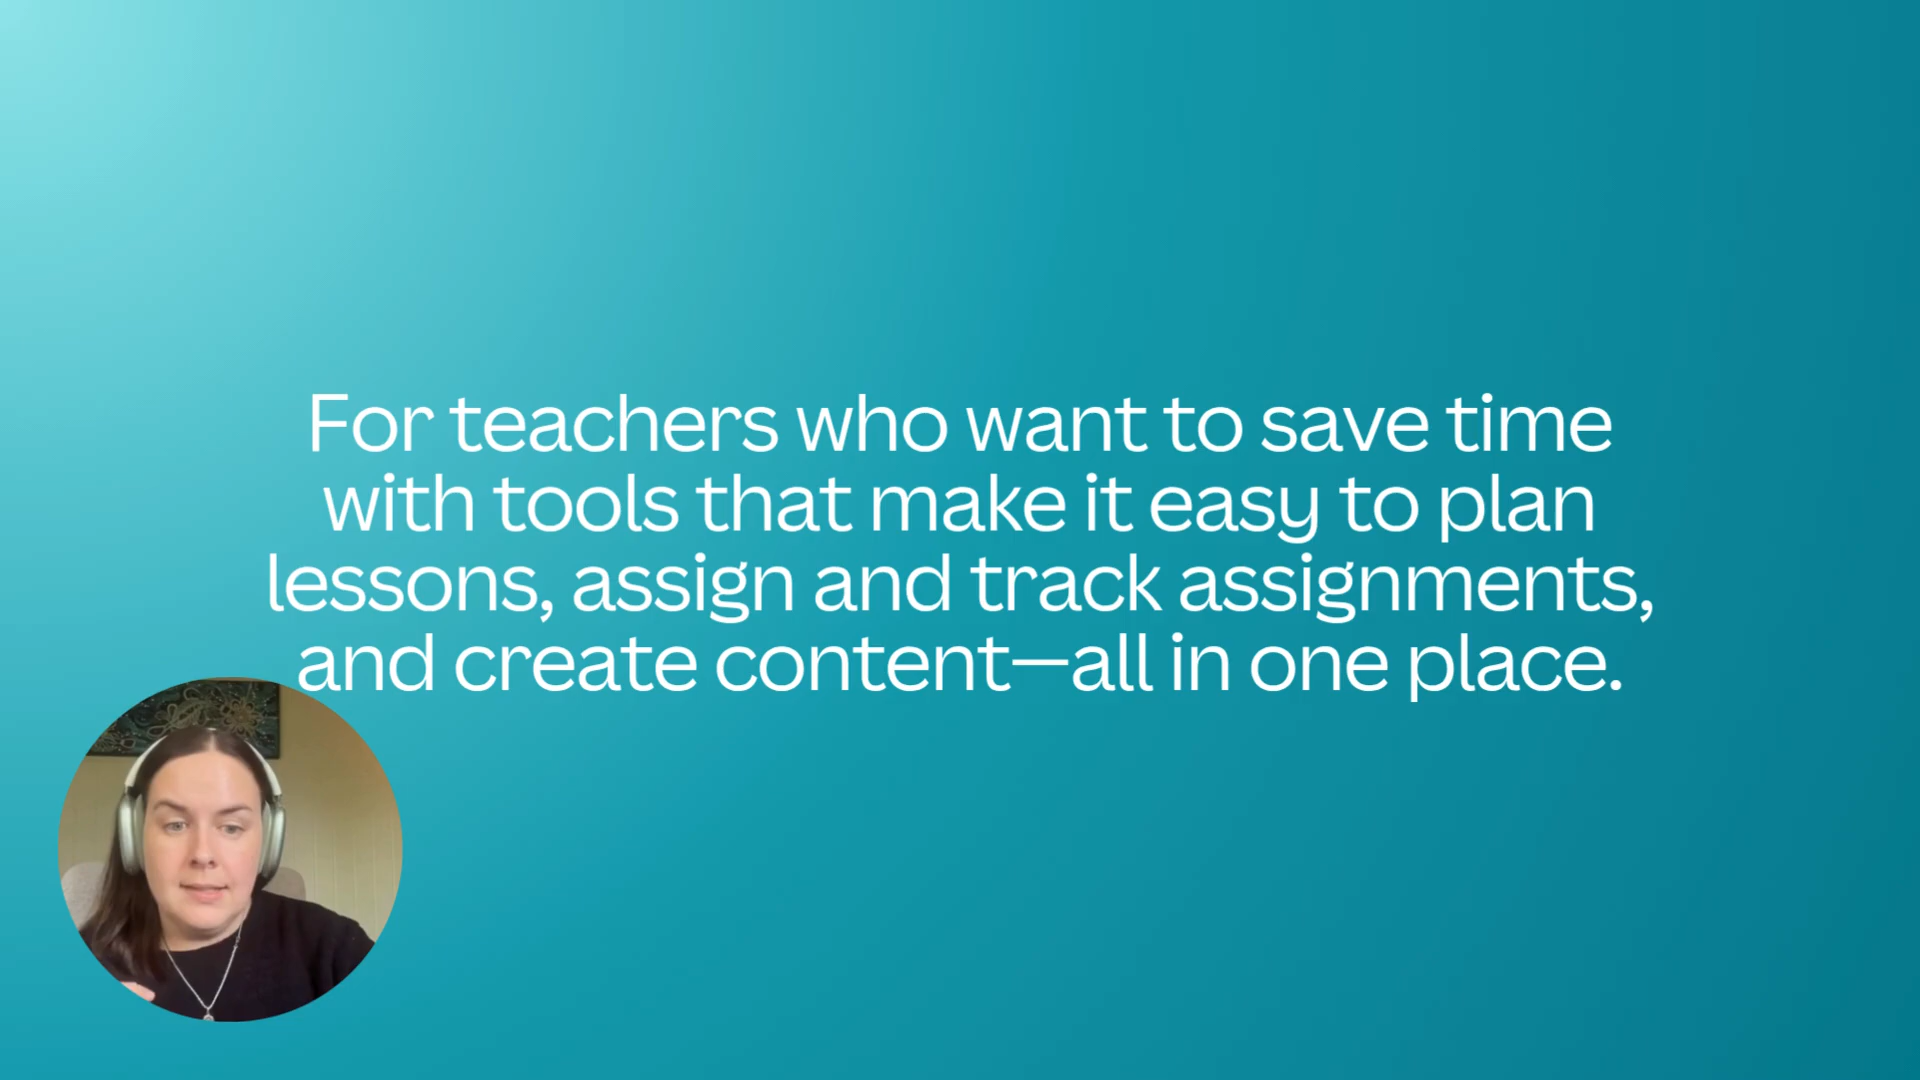 For teachers who want to save time
with tools that make it easy to plan
lessons, assign and track assignments,
and create content—all in one place.